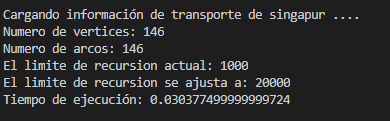 Cargando información de transporte de singapur ....
Numero de vertices: 146
Numero de arcos: 146
El limite de recursion actual: 1000
El limite de recursion se ajusta a: 20000
Tiempo de ejecución: 0.030377499999999724